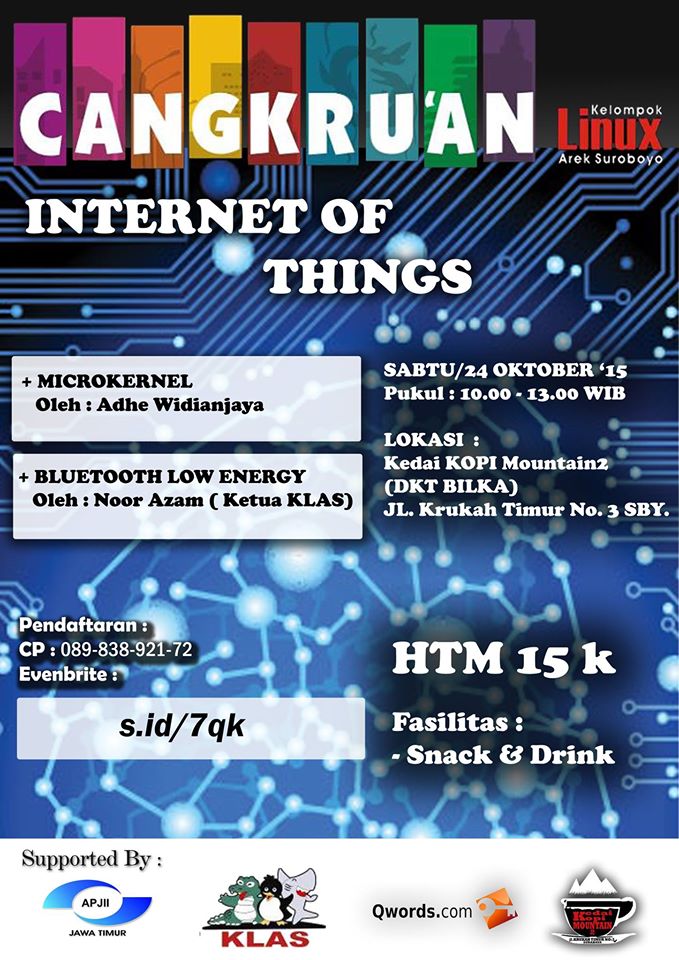 CANGKRU'AN
Kelompok
Linux
Arek Suroboyo
INTERNET OF
THINGS
+ MICROKERNEL
Oleh : Adhe Widianjaya
+ BLUETOOTH LOW ENERGY
Oleh : Noor Azam ( Ketua KLAS)
SABTU/24 OKTOBER '15
Pukul : 10.00 - 13.00 WIB
LOKASI :
Kedai KOPI Mountain2
(DKT BILKA)
JL. Krukah Timur No. 3 SBY.
Pendaftaran :
CP : 089-838-921-72
Evenbrite :
s.id/7qk
HTM 15 k
Fasilitas :
- Snack & Drink
Supported By :
APJII
JAWA TIMUR
KLAS
Qwords.com
Kedai
Kopi
MOUNTAIN
2